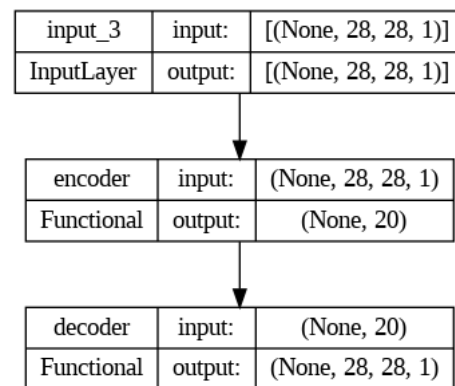 input_3 input: [(None, 28, 28, 1)]
InputLayer output: [(None, 28, 28, 1)]
encoder input: (None, 28, 28, 1)
Functional output: (None, 20)
decoder input: (None, 20)
Functional output: (None, 28, 28, 1)